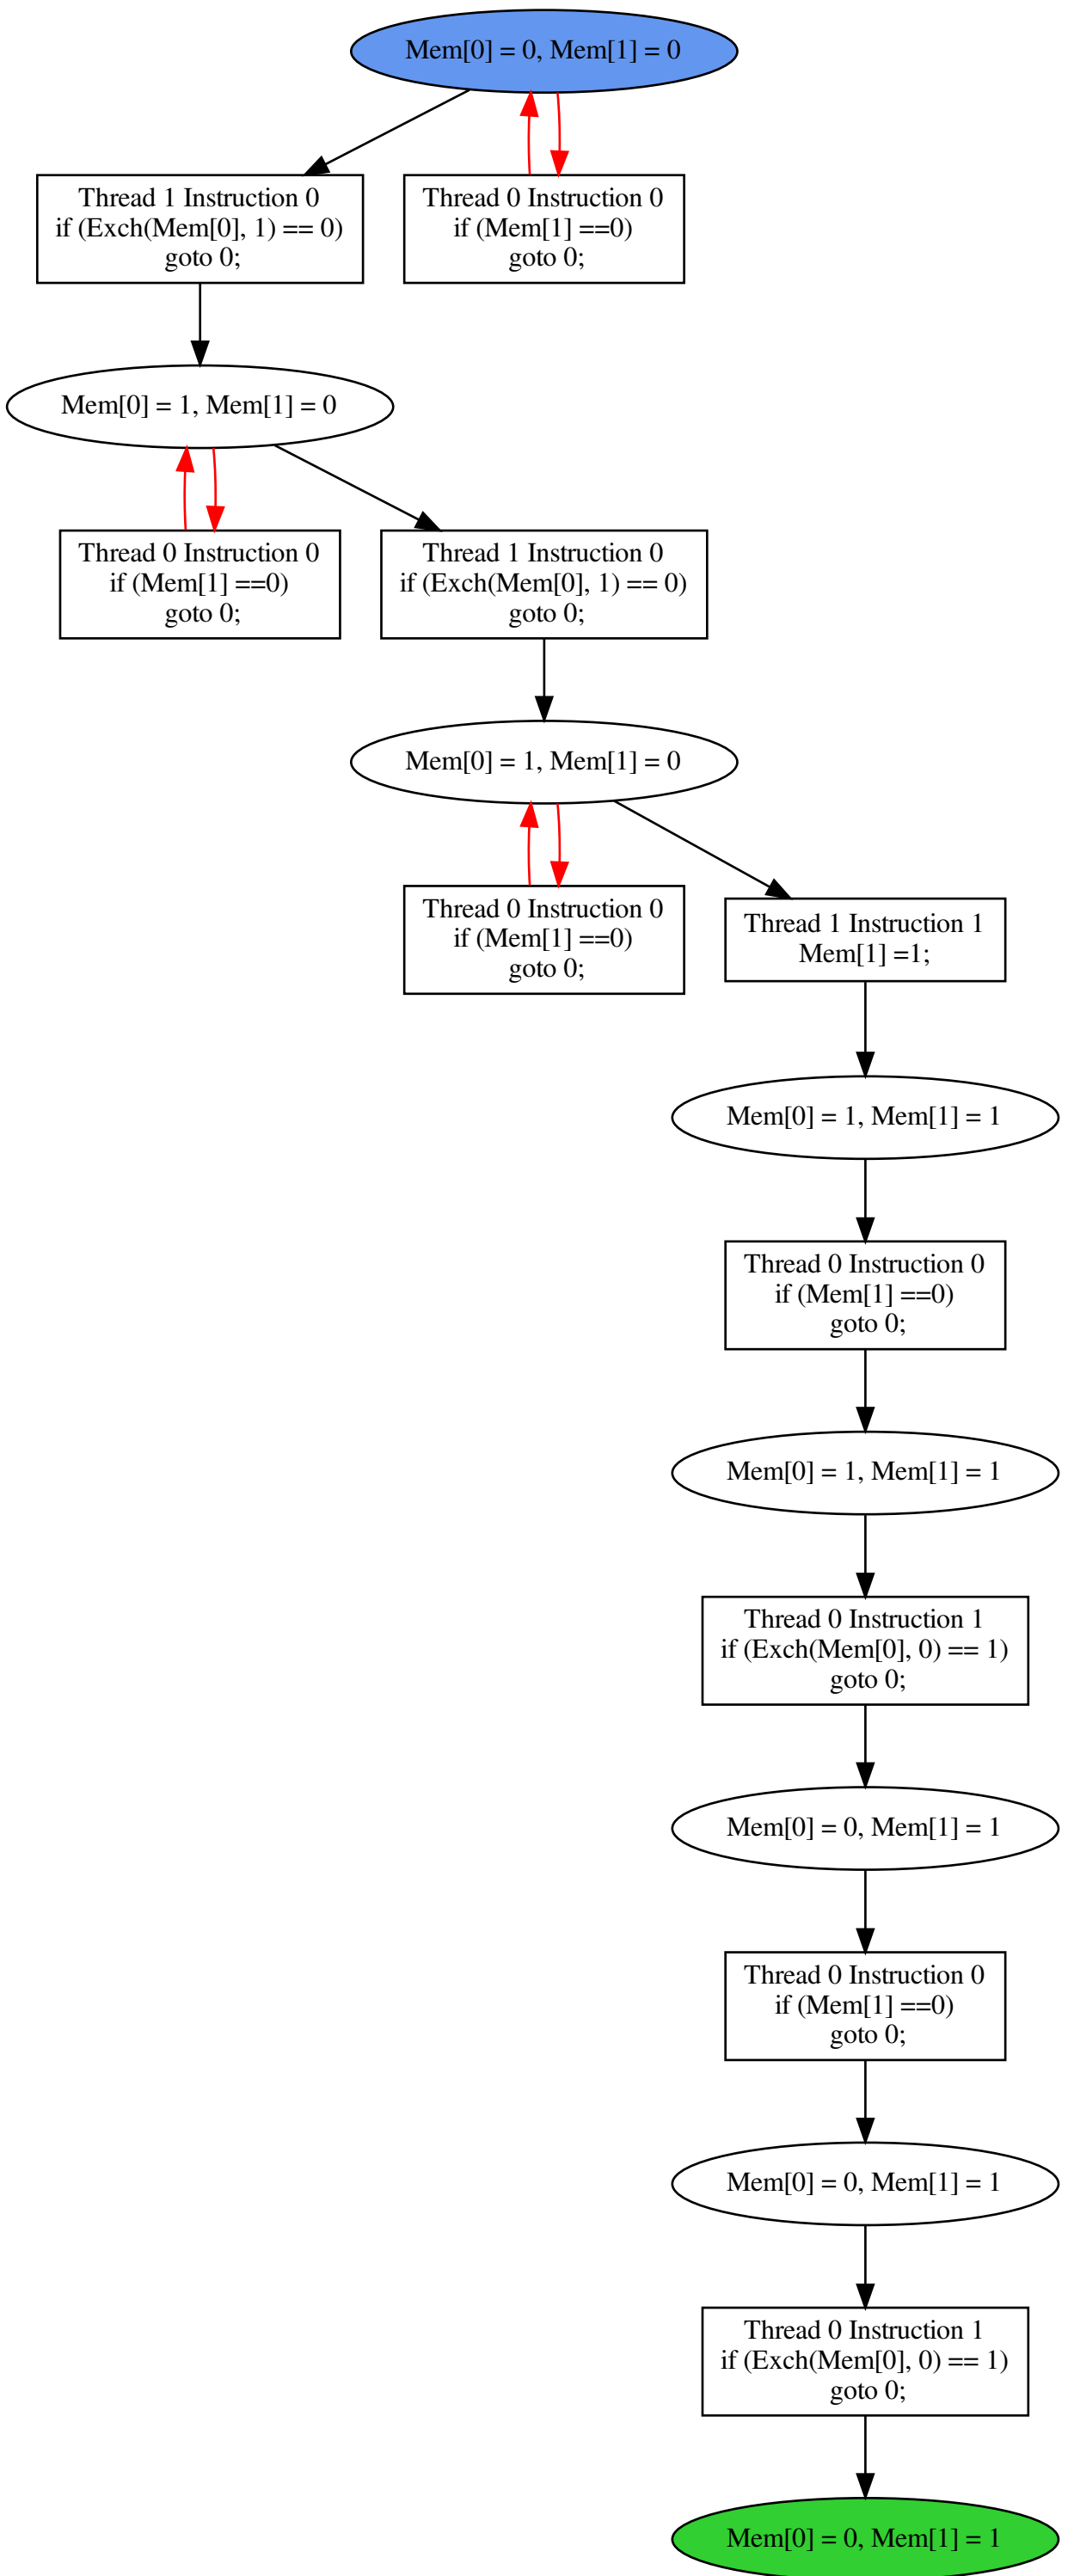 Mem[0] = 0, Mem[1] = 0
Thread 1 Instruction 0
if (Exch(Mem[0], 1) == 0)
goto 0;
Thread 0 Instruction 0
if (Mem[1] ==0)
goto 0;
Mem[0] = 1, Mem[1] = 0
Thread 0 Instruction 0
if (Mem[1] ==0)
goto 0;
Thread 1 Instruction 0
if (Exch(Mem[0], 1) == 0)
goto 0;
Mem[0] = 1, Mem[1] = 0
Thread 0 Instruction 0
if (Mem[1] ==0)
goto 0;
Thread 1 Instruction 1
Mem[1] =1;
Mem[0] = 1, Mem[1] = 1
Thread 0 Instruction 0
if (Mem[1] ==0)
goto 0;
Mem[0] = 1, Mem[1] = 1
Thread 0 Instruction 1
if (Exch(Mem[0], 0) == 1)
goto 0;
Mem[0] = 0, Mem[1] = 1
Thread 0 Instruction 0
if (Mem[1] ==0)
goto 0;
Mem[0] = 0, Mem[1] = 1
Thread 0 Instruction 1
if (Exch(Mem[0], 0) == 1)
goto 0;
Mem[0] = 0, Mem[1] = 1